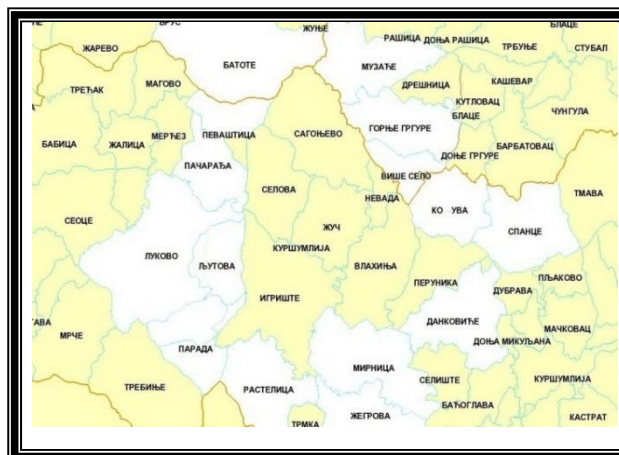 БРУС
ЖУЊЕ
РАШИЦА
ДОЊА РАШИЦА
БЛАЦЕ
ТРБУЊЕ
СТУБАЛ
ЖАРЕВО
БАТОТЕ
МУЗАЋЕ
ТРЕЋАК
МАГОВО
ДРЕШНИЦА
КАШЕВАР
КУТЛОВАЦ
БЛАЦЕ
ЧУНГУЛА
БАБИЦА
ЖАЛИЦА
МЕРЋЕЗ
ПЕВАШТИЦА
САГОЊЕВО
ГОРЊЕ ГРГУРЕ
БАРБАТОВАЦ
ДОЊЕ ГРГУРЕ
ПАЧАРАЂА
ВИШЕ СЕЛО
СЕЛОВА
НЕВАДА
КО УВА
ТМАВА
СЕОЦЕ
ЖУЧ
СПАНЦЕ
ЛУКОВО
ЉУТОВА
КУРШУМЛИЈА
ВЛАХИЊА
ПЕРУНИКА
ПЉАКОВО
ДУБРАВА
ИГРИШТЕ
ТАВА
МРЧЕ
ДАНКОВИЋЕ
МАЧКОВАЦ
ДОЊА МИКУЉАНА
ПАРАДА
МИРНИЦА
ТРЕБИЊЕ
РАСТЕЛИЦА
СЕЛИШТЕ
КУРШУМЛИЈА
БАЋОГЛАВА
ЖЕГРОВА
КАСТРАТ
ТРМКА